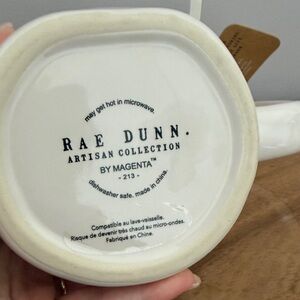 may get hot in microwave.
RAE DUNN.
ARTISAN COLLECTION
BY MAGENTA™
- 213 -
dishwasher safe. made in china.
Compatible au lave-vaisselle.
Risque de devenir très chaud au micro-ondes.
Fabriqué en Chine.